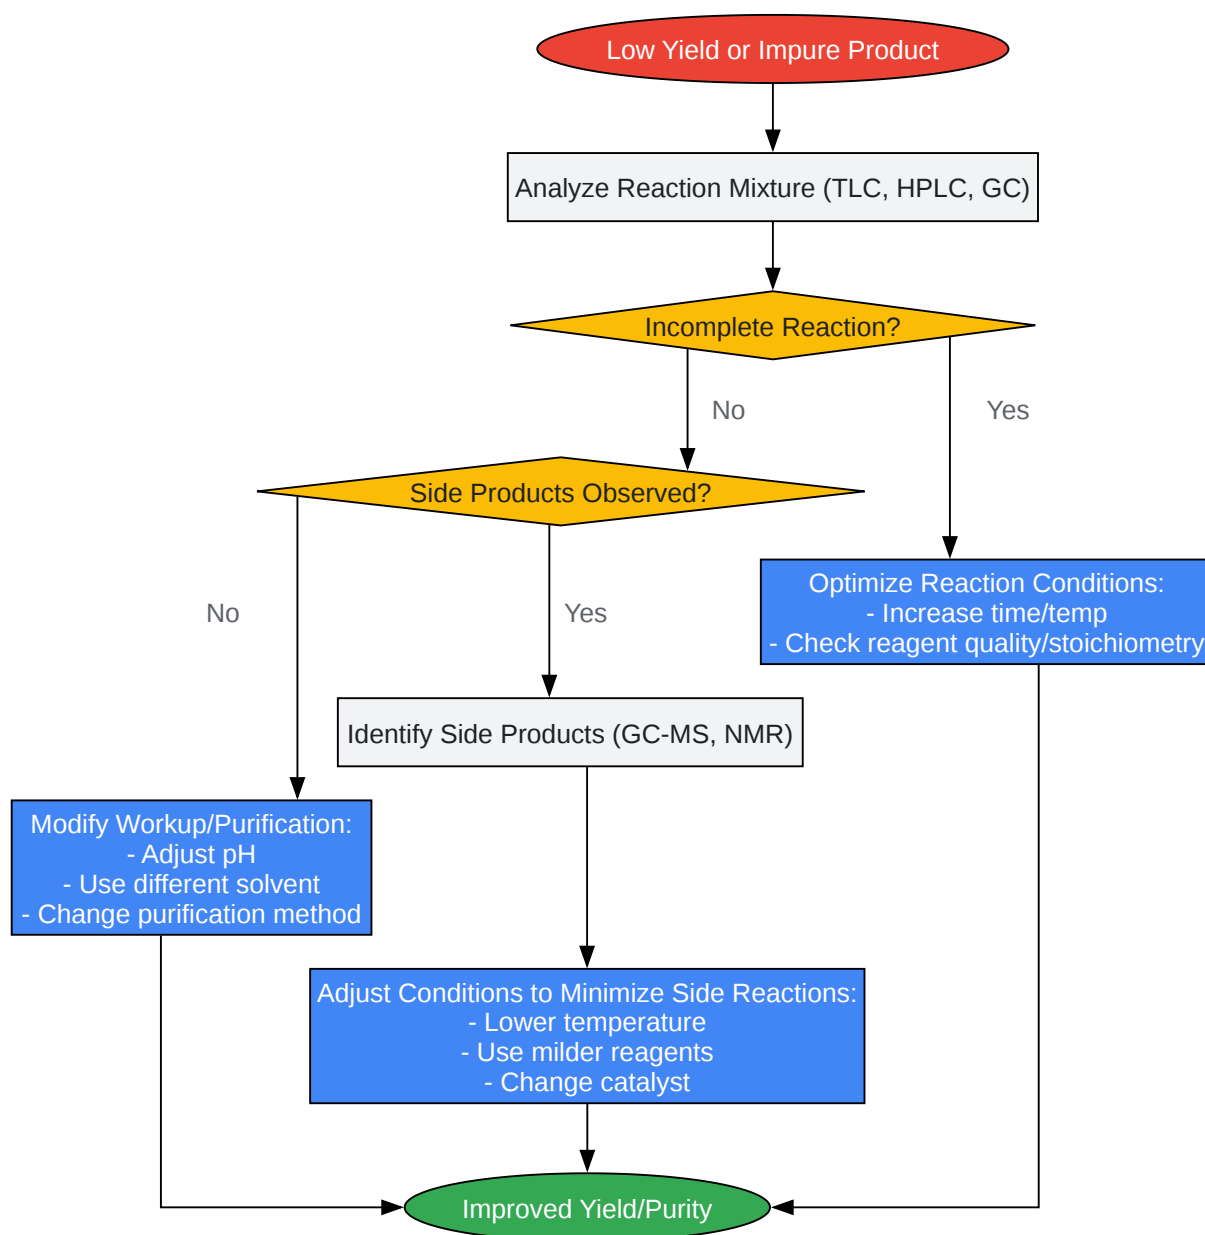 Low Yield or Impure Product
Analyze Reaction Mixture (TLC, HPLC, GC)
Incomplete Reaction?
No
Yes
Side Products Observed?
Optimize Reaction Conditions:
- Increase time/temp
- Check reagent quality/stoichiometry
No
Yes
Identify Side Products (GC-MS, NMR)
Modify Workup/Purification:
- Adjust pH
- Use different solvent
- Change purification method
Adjust Conditions to Minimize Side Reactions:
- Lower temperature
- Use milder reagents
- Change catalyst
Improved Yield/Purity